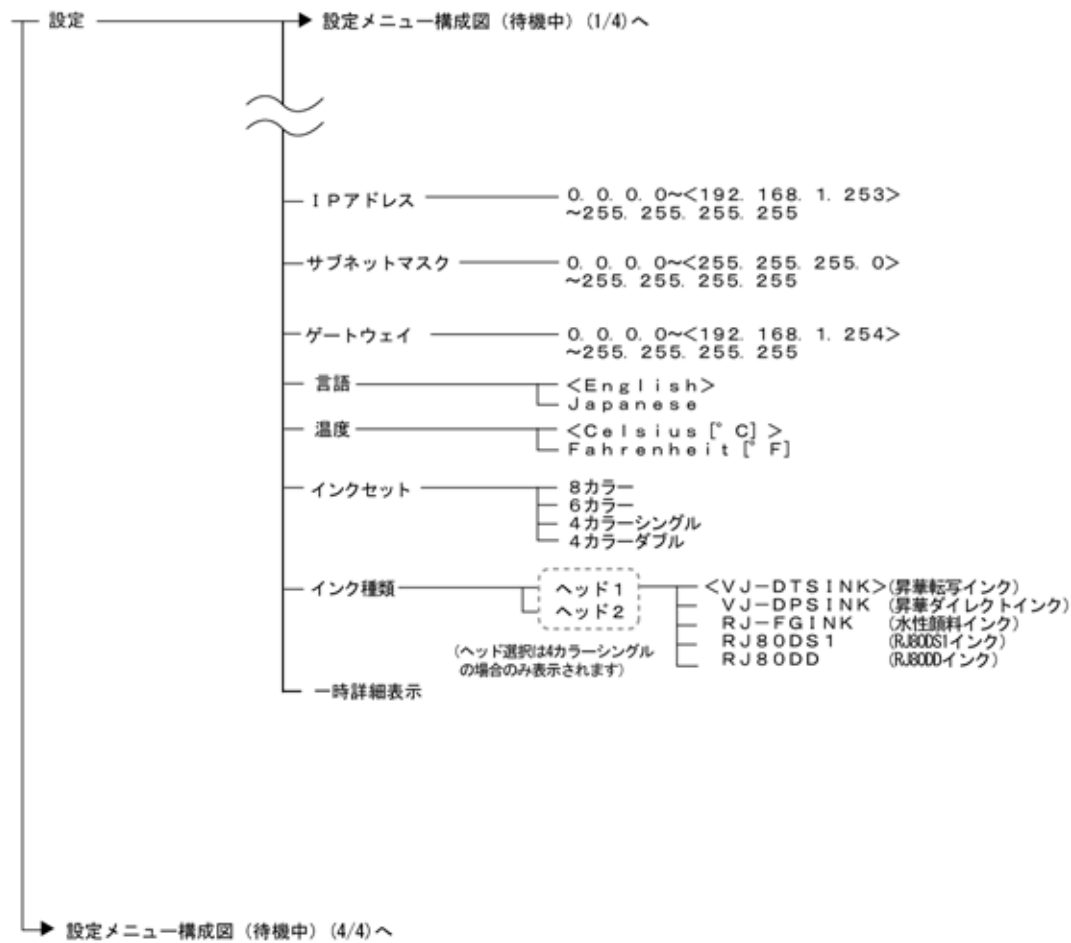 設定
設定メニュー構成図（待機中）(1/4)へ
IPアドレス
0. 0. 0. 0~<192. 168. 1. 253>
~255. 255. 255. 255
サブネットマスク
0. 0. 0. 0~<255. 255. 255. 0>
~255. 255. 255. 255
ゲートウェイ
0. 0. 0. 0~<192. 168. 1. 254>
~255. 255. 255. 255
言語
<English>
Japanese
温度
<Celsius [°C] >
Fahrenheit [°F]
インクセット
8カラー
6カラー
4カラーシングル
4カラーダブル
インク種類
ヘッド1
ヘッド2
（ヘッド選択は4カラーシングル
の場合のみ表示されます）
<VJ-DTSINK>(昇華転写インク)
VJ-DPSINK (昇華ダイレクトインク)
RJ-FGINK (水性顔料インク)
RJ80DS1 (RJ80DS1インク)
RJ80DD (RJ80DDインク)
一時詳細表示
設定メニュー構成図（待機中）(4/4)へ